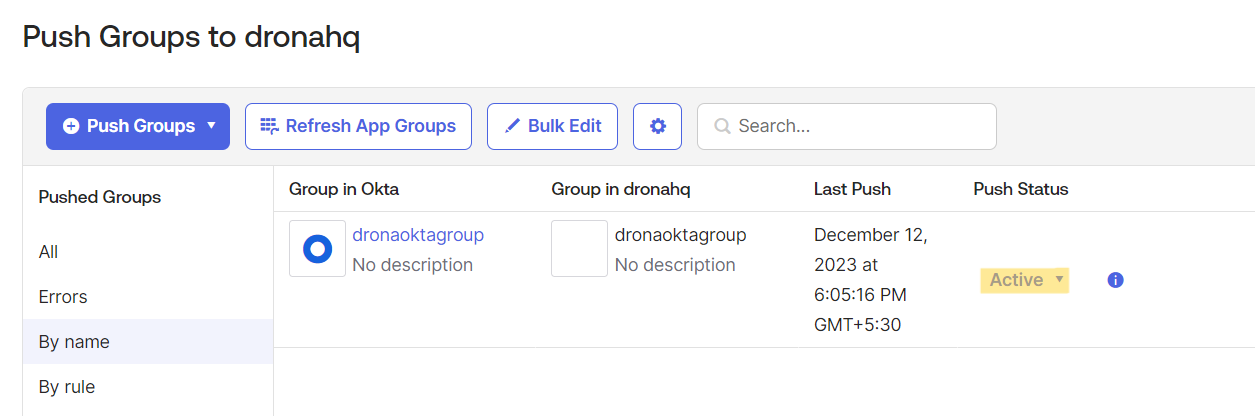 Push Groups to dronahq
Push Groups Refresh App Groups Bulk Edit Search...
Pushed Groups
All
Errors
By name
By rule
Group in Okta Group in dronahq Last Push Push Status
dronaoktagroup
No description
dronaoktagroup
No description
December 12,
2023 at
6:05:16 PM
GMT+5:30
Active